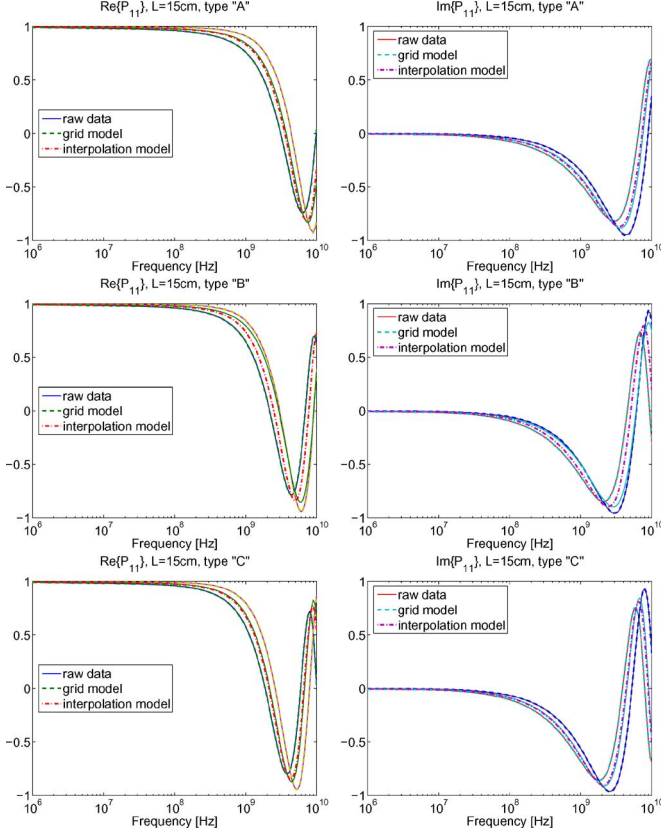 Re{P11}, L=15cm, type "A"
1
0.5
0
−0.5
−1
raw data
grid model
interpolation model
10^6 10^7 10^8 10^9 10^10
Frequency [Hz]
Im{P11}, L=15cm, type "A"
1
0.5
0
−0.5
−1
raw data
grid model
interpolation model
10^6 10^7 10^8 10^9 10^10
Frequency [Hz]
Re{P11}, L=15cm, type "B"
1
0.5
0
−0.5
−1
raw data
grid model
interpolation model
10^6 10^7 10^8 10^9 10^10
Frequency [Hz]
Im{P11}, L=15cm, type "B"
1
0.5
0
−0.5
−1
raw data
grid model
interpolation model
10^6 10^7 10^8 10^9 10^10
Frequency [Hz]
Re{P11}, L=15cm, type "C"
1
0.5
0
−0.5
−1
raw data
grid model
interpolation model
10^6 10^7 10^8 10^9 10^10
Frequency [Hz]
Im{P11}, L=15cm, type "C"
1
0.5
0
−0.5
−1
raw data
grid model
interpolation model
10^6 10^7 10^8 10^9 10^10
Frequency [Hz]